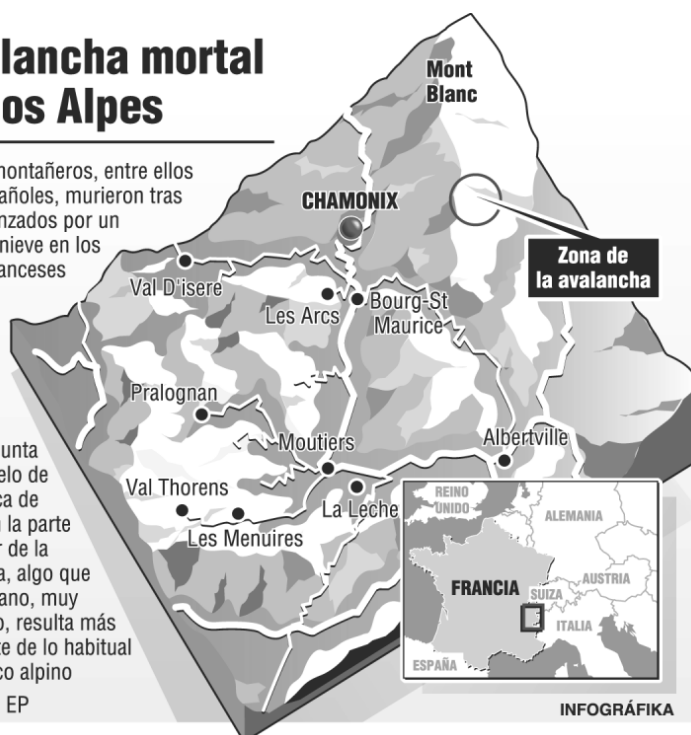 lancha mortal
os Alpes
montañeros, entre ellos
añoles, murieron tras
nzados por un
nieve en los
anceses
Mont
Blanc
CHAMONIX
Zona de
la avalancha
Val D'isere
Les Arcs
Bourg-St
Maurice
Pralognan
Moutiers
Albertville
Val Thorens
La Leche
Les Menuires
unta
elo de
ca de
n la parte
r de la
a, algo que
ano, muy
o, resulta más
te de lo habitual
co alpino
EP
REINO
UNIDO
ALEMANIA
FRANCIA
SUIZA
AUSTRIA
ITALIA
ESPAÑA
INFOGRÁFIKA